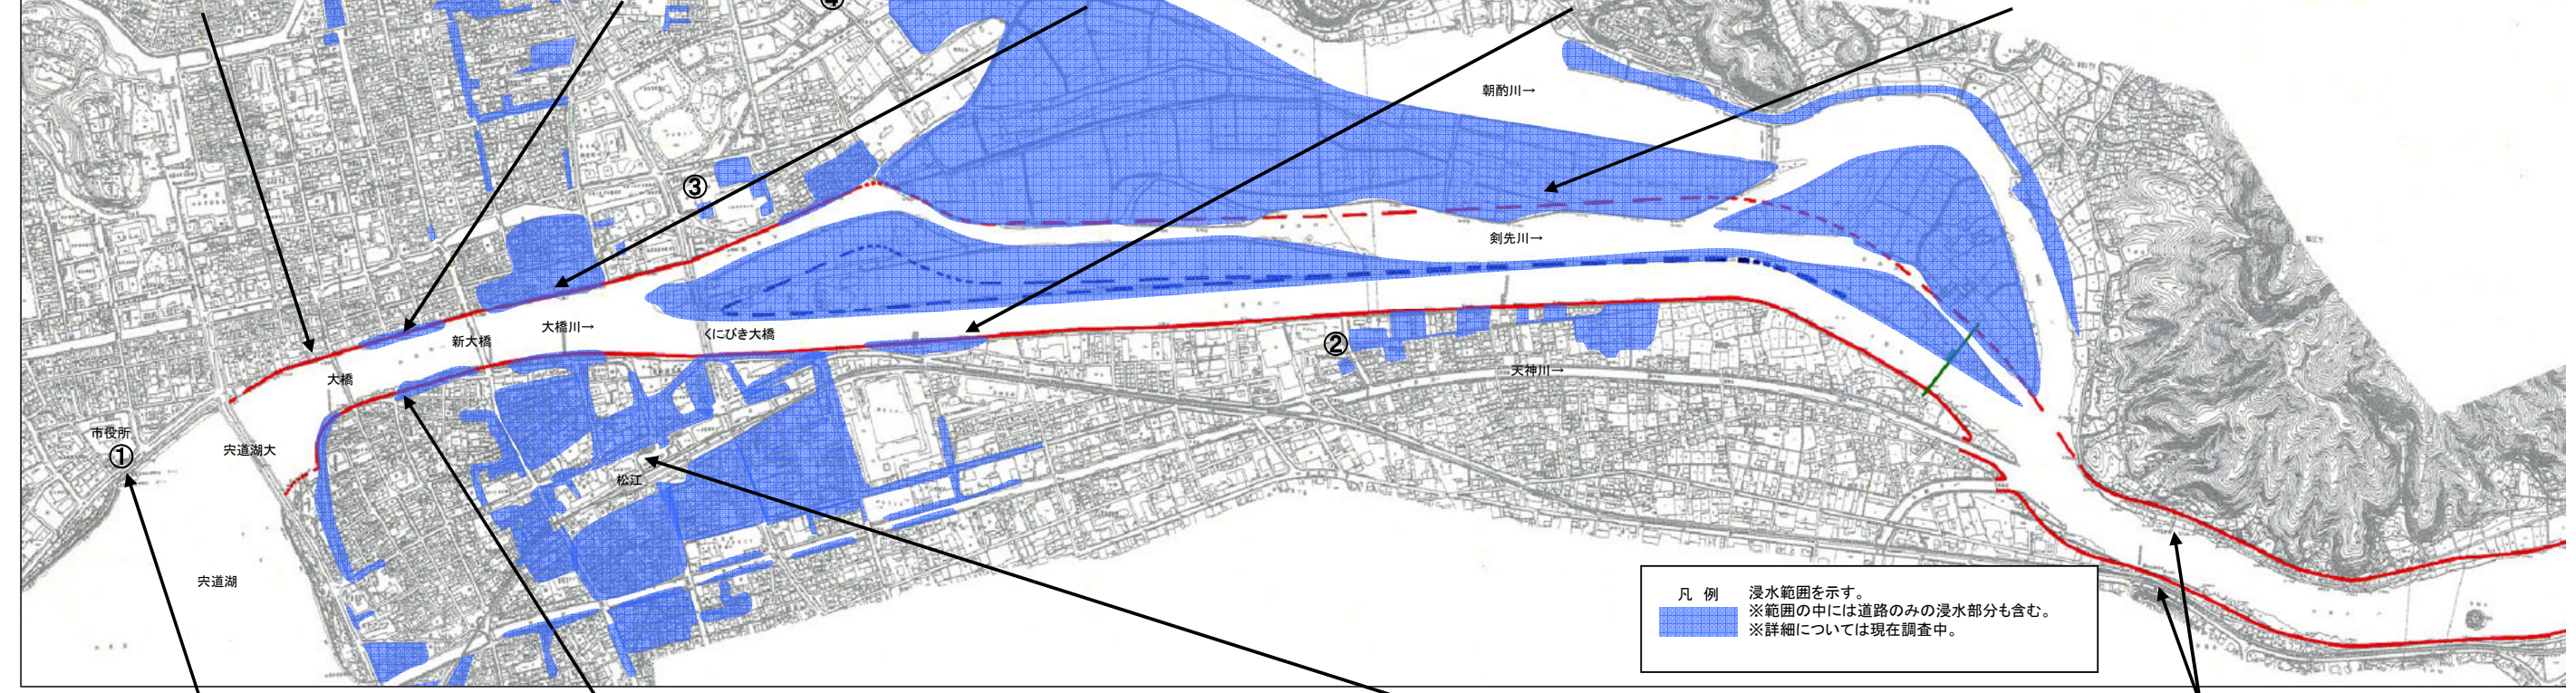 ④
朝酌川→
③
剣先川→
大橋川→
くにびき大橋
新大橋
②
天神川→
大橋
市役所
①
宍道湖大
松江
宍道湖
凡 例
浸水範囲を示す。
※範囲の中には道路のみの浸水部分も含む。
※詳細については現在調査中。